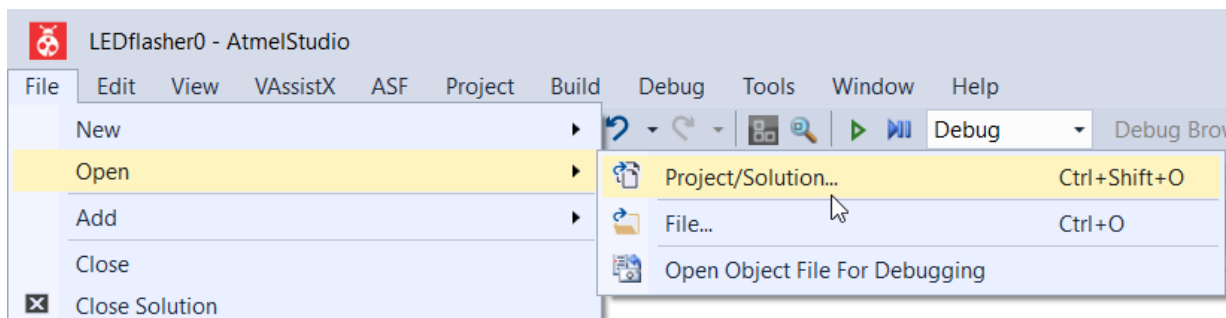 LEDflasher0 - AtmelStudio
File Edit View VAssistX ASF Project Build Debug Tools Window Help
New Debug Debug Brow
Open Project/Solution... Ctrl+Shift+O
Add File... Ctrl+O
Close Open Object File For Debugging
Close Solution